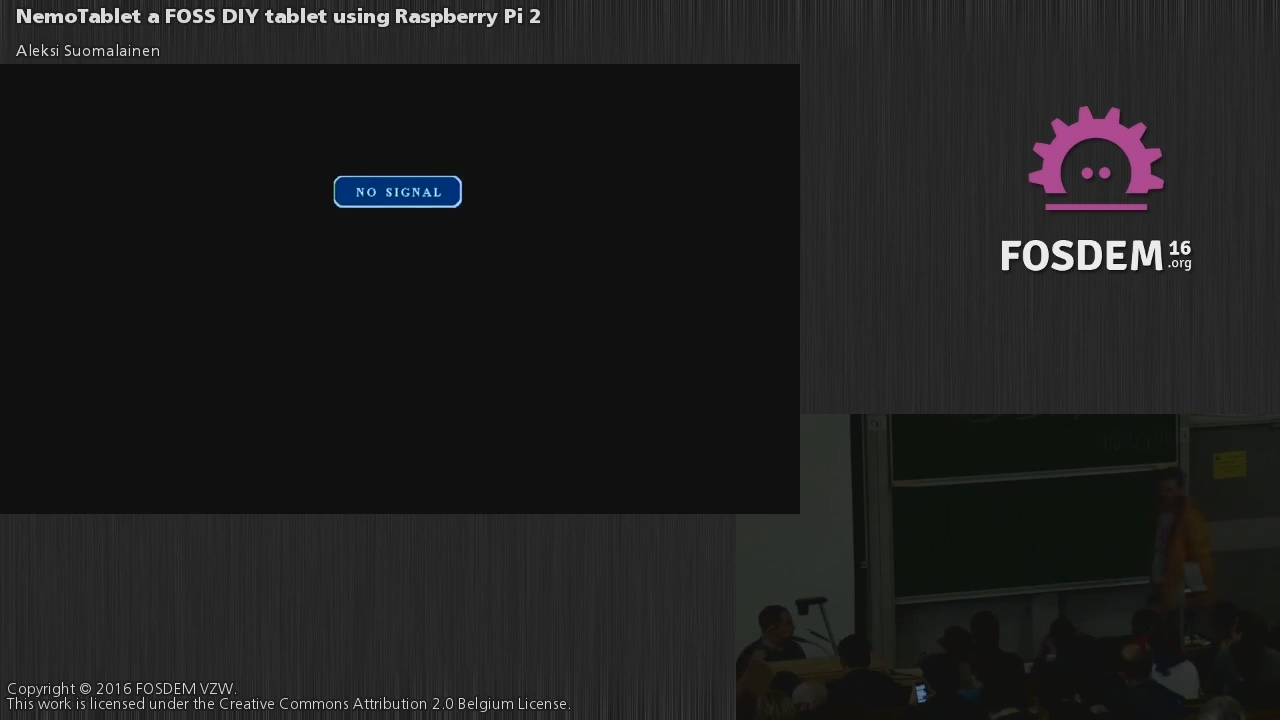 NemoTablet a FOSS DIY tablet using Raspberry Pi 2
Aleksi Suomalainen
NO SIGNAL
FOSDEM 16
.org
Copyright © 2016 FOSDEM VZW.
This work is licensed under the Creative Commons Attribution 2.0 Belgium License.